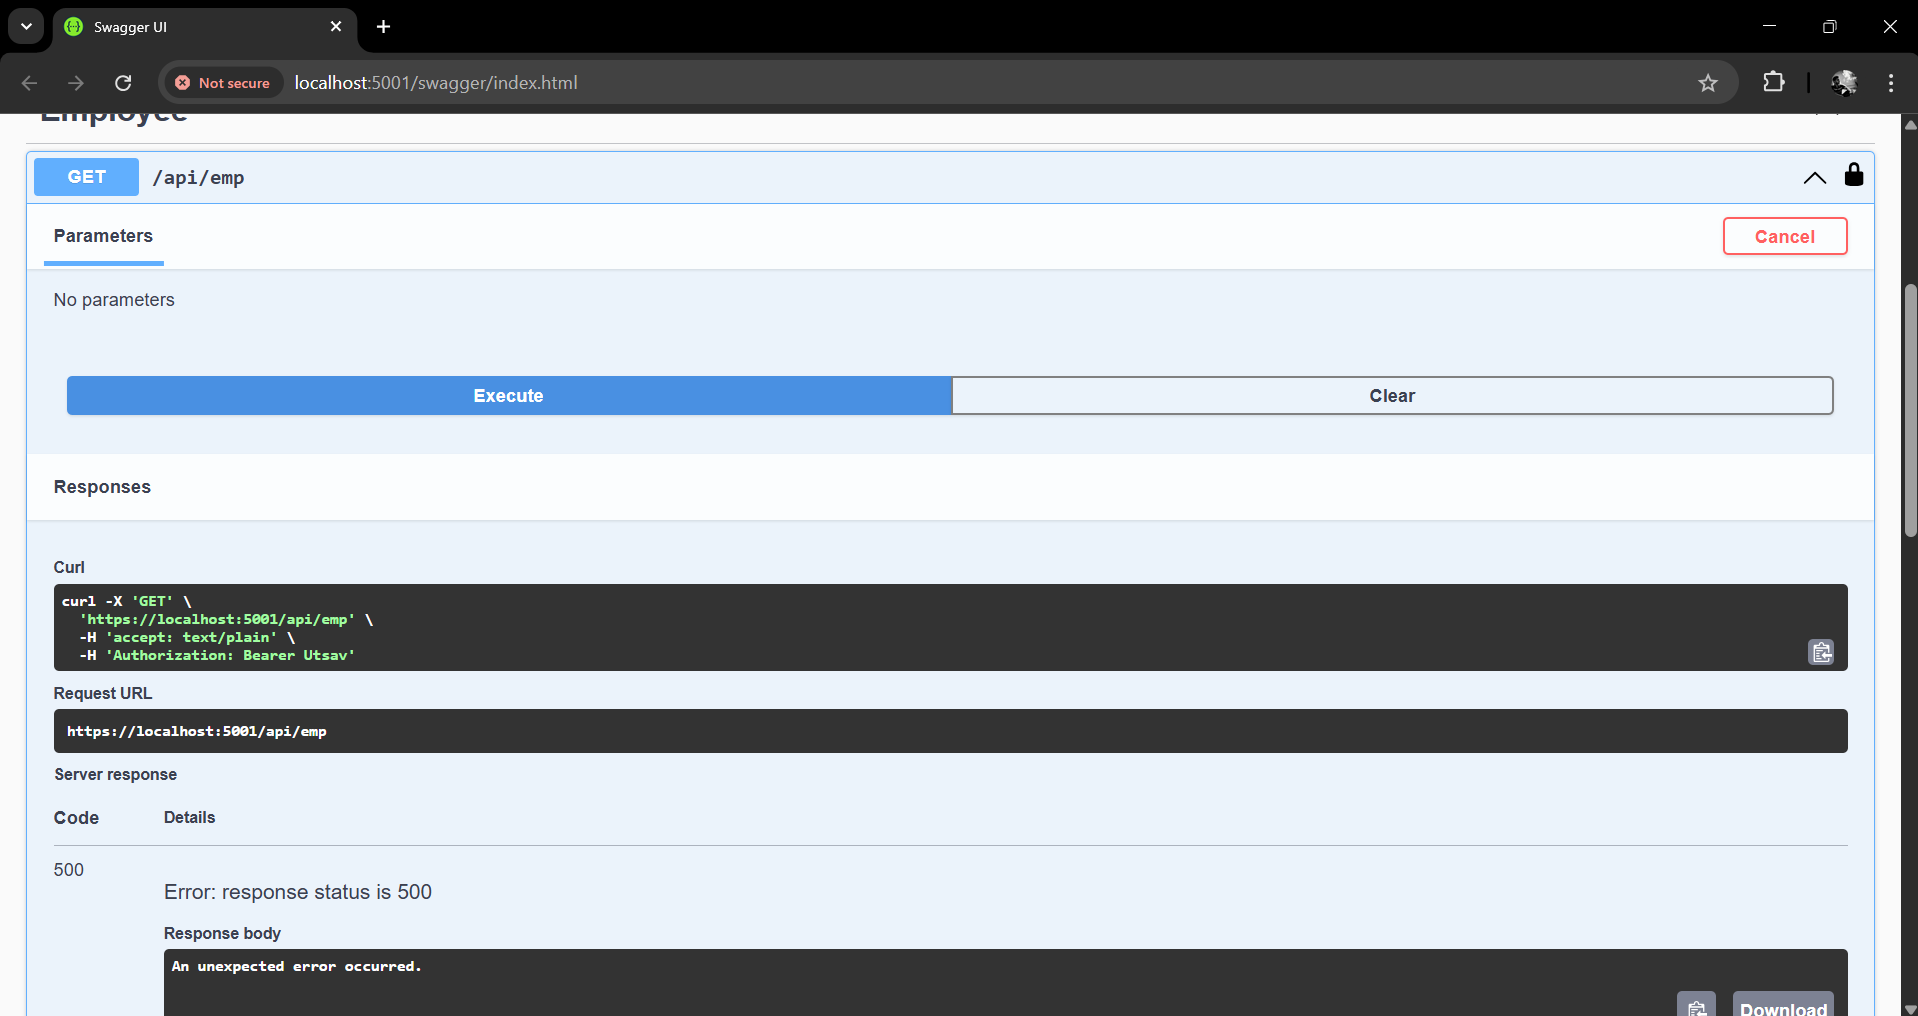 Swagger UI
Not secure
localhost:5001/swagger/index.html
Employee
GET
/api/emp
Parameters
Cancel
No parameters
Execute
Clear
Responses
Curl
curl -X 'GET' \
'https://localhost:5001/api/emp' \
-H 'accept: text/plain' \
-H 'Authorization: Bearer Utsav'
Request URL
https://localhost:5001/api/emp
Server response
Code
Details
500
Error: response status is 500
Response body
An unexpected error occurred.
Download